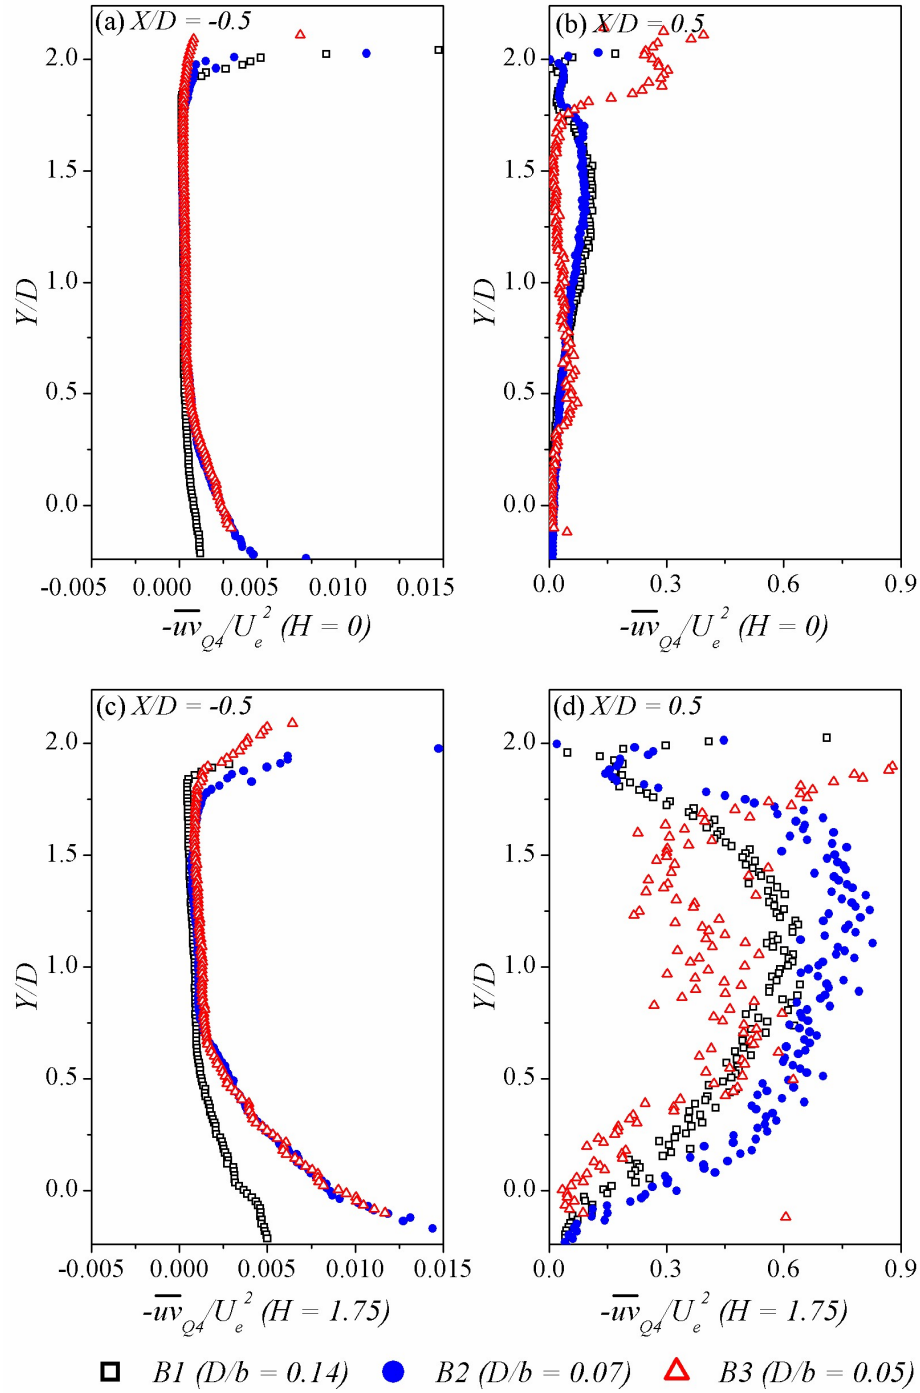 (a) X/D = -0.5
(b) X/D = 0.5
2.0
1.5
1.0
0.5
0.0
Y/D
2.0
1.5
1.0
0.5
0.0
Y/D
-0.005 0.000 0.005 0.010 0.015
0.0 0.3 0.6 0.9
-uv_Q4/U_e^2 (H = 0)
-uv_Q4/U_e^2 (H = 0)
(c) X/D = -0.5
(d) X/D = 0.5
2.0
1.5
1.0
0.5
0.0
Y/D
2.0
1.5
1.0
0.5
0.0
Y/D
-0.005 0.000 0.005 0.010 0.015
0.0 0.3 0.6 0.9
-uv_Q4/U_e^2 (H = 1.75)
-uv_Q4/U_e^2 (H = 1.75)
B1 (D/b = 0.14) B2 (D/b = 0.07) B3 (D/b = 0.05)